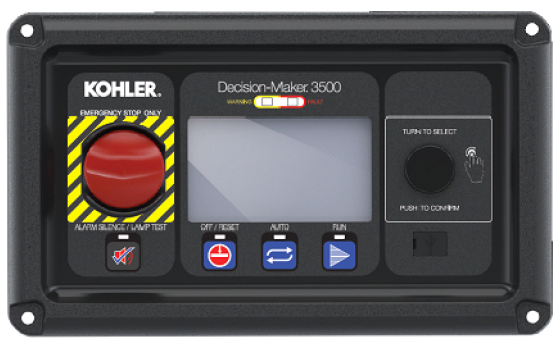 KOHLER.
Decision-Maker® 3500
WARNING FAULT
EMERGENCY STOP ONLY
TURN TO SELECT
PUSH TO CONFIRM
ALARM SILENCE / LAMP TEST
OFF / RESET
AUTO
RUN